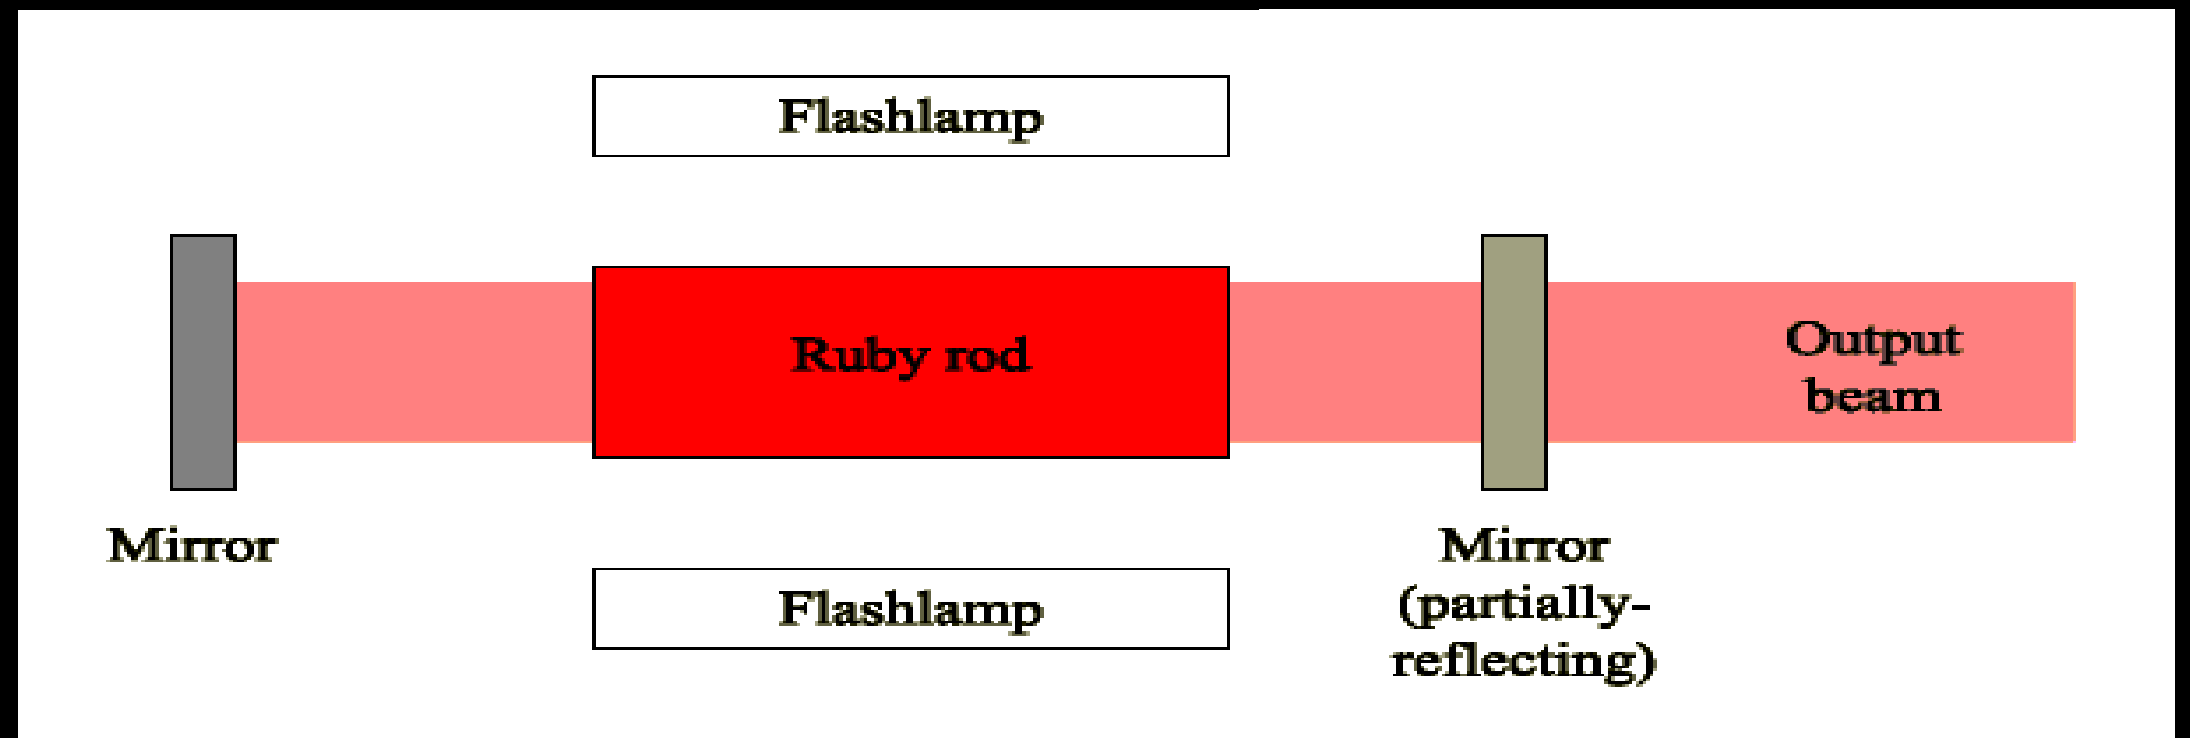 Flashlamp
Ruby rod
Output
beam
Mirror
Mirror
(partially-
reflecting)
Flashlamp